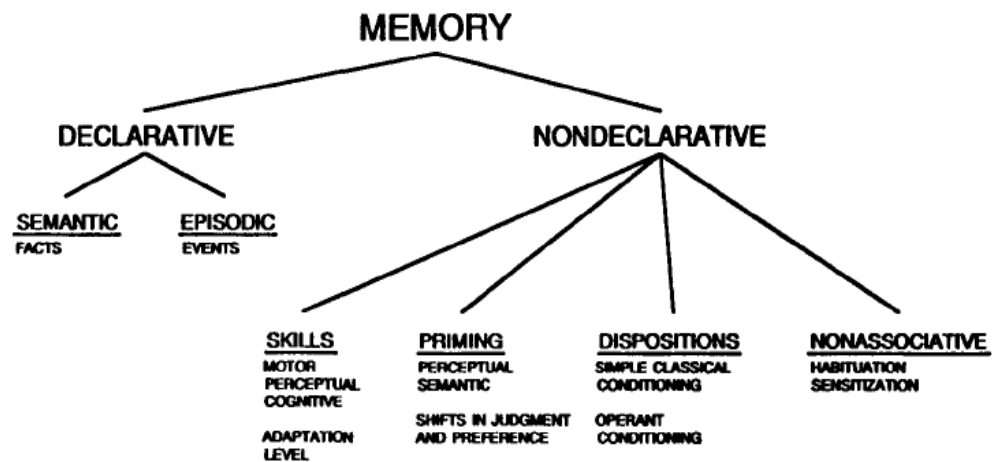 MEMORY
DECLARATIVE
NONDECLARATIVE
SEMANTIC
FACTS
EPISODIC
EVENTS
SKILLS
MOTOR
PERCEPTUAL
COGNITIVE
ADAPTATION
LEVEL
PRIMING
PERCEPTUAL
SEMANTIC
SHIFTS IN JUDGMENT
AND PREFERENCE
DISPOSITIONS
SIMPLE CLASSICAL
CONDITIONING
OPERANT
CONDITIONING
NONASSOCIATIVE
HABITUATION
SENSITIZATION